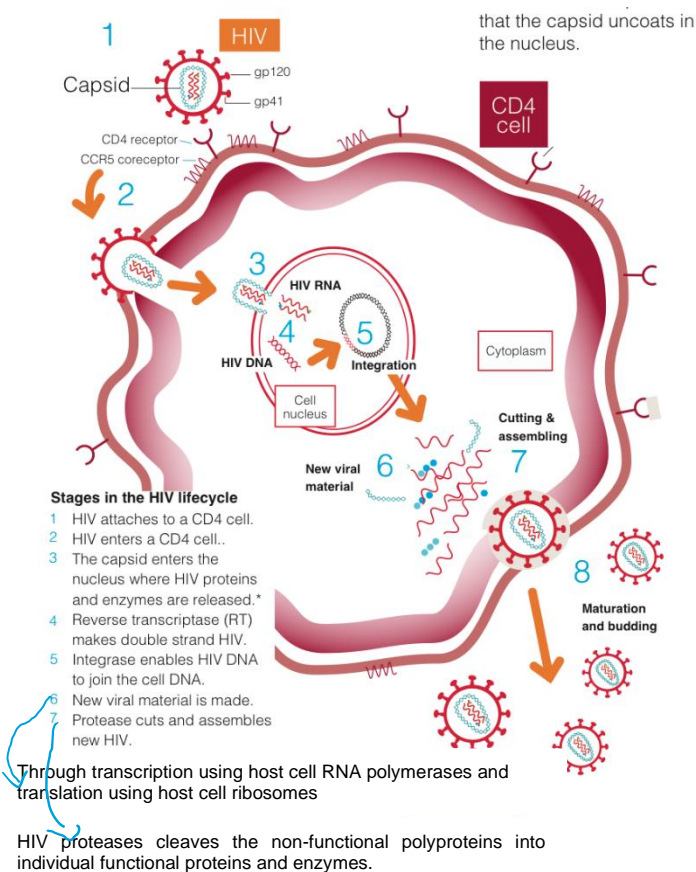 that the capsid uncoats in
the nucleus.
1
HIV
Capsid
gp120
gp41
CD4
cell
CD4 receptor
CCR5 coreceptor
2
3
HIV RNA
4
5
HIV DNA
Integration
Cell
nucleus
Cytoplasm
Cutting &
assembling
New viral
material
6
7
8
Maturation
and budding
Stages in the HIV lifecycle
1 HIV attaches to a CD4 cell.
2 HIV enters a CD4 cell..
3 The capsid enters the
nucleus where HIV proteins
and enzymes are released.*
4 Reverse transcriptase (RT)
makes double strand HIV.
5 Integrase enables HIV DNA
to join the cell DNA.
6 New viral material is made.
7 Protease cuts and assembles
new HIV.
Through transcription using host cell RNA polymerases and
translation using host cell ribosomes
HIV proteases cleaves the non-functional polyproteins into
individual functional proteins and enzymes.